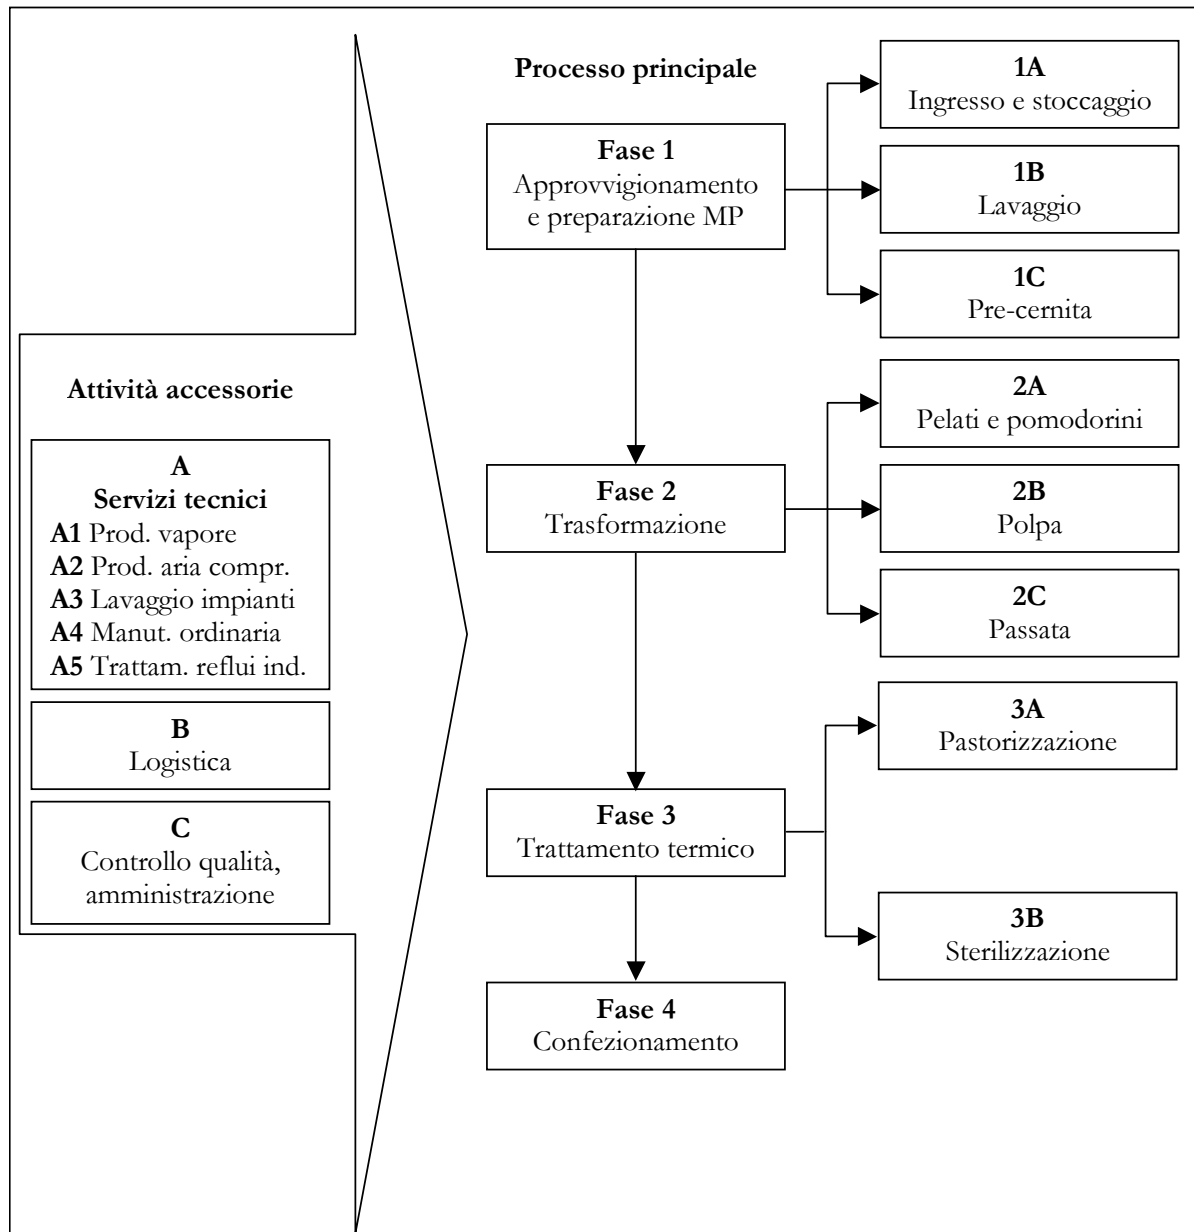 Attività accessorie
A
Servizi tecnici
A1 Prod. vapore
A2 Prod. aria compr.
A3 Lavaggio impianti
A4 Manut. ordinaria
A5 Trattam. reflui ind.
B
Logistica
C
Controllo qualità,
amministrazione
Processo principale
Fase 1
Approvvigionamento
e preparazione MP
1A
Ingresso e stoccaggio
1B
Lavaggio
1C
Pre-cernita
Fase 2
Trasformazione
2A
Pelati e pomodorini
2B
Polpa
2C
Passata
Fase 3
Trattamento termico
3A
Pastorizzazione
3B
Sterilizzazione
Fase 4
Confezionamento